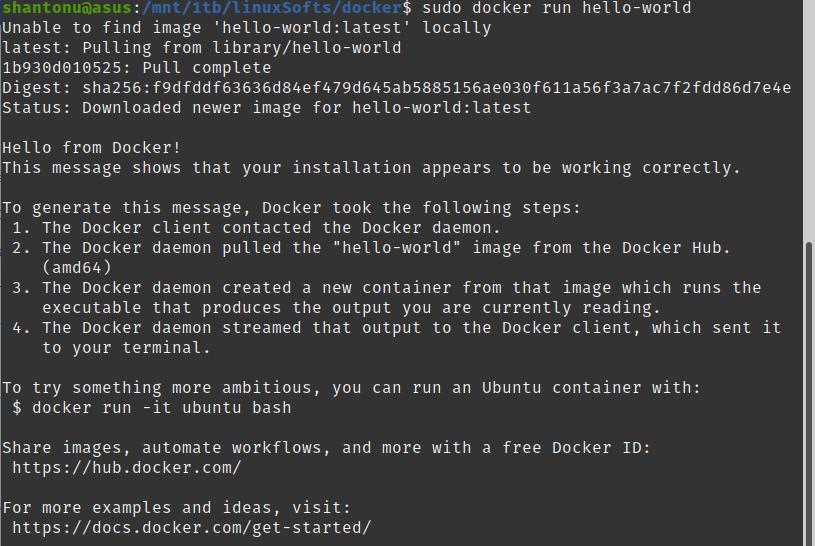 shantonu@asus:/mnt/1tb/linuxSofts/docker$ sudo docker run hello-world
Unable to find image 'hello-world:latest' locally
latest: Pulling from library/hello-world
1b930d010525: Pull complete
Digest: sha256:f9dfddf63636d84ef479d645ab5885156ae030f611a56f3a7ac7f2fdd86d7e4e
Status: Downloaded newer image for hello-world:latest
Hello from Docker!
This message shows that your installation appears to be working correctly.
To generate this message, Docker took the following steps:
1. The Docker client contacted the Docker daemon.
2. The Docker daemon pulled the "hello-world" image from the Docker Hub.
(amd64)
3. The Docker daemon created a new container from that image which runs the
executable that produces the output you are currently reading.
4. The Docker daemon streamed that output to the Docker client, which sent it
to your terminal.
To try something more ambitious, you can run an Ubuntu container with:
$ docker run -it ubuntu bash
Share images, automate workflows, and more with a free Docker ID:
https://hub.docker.com/
For more examples and ideas, visit:
https://docs.docker.com/get-started/